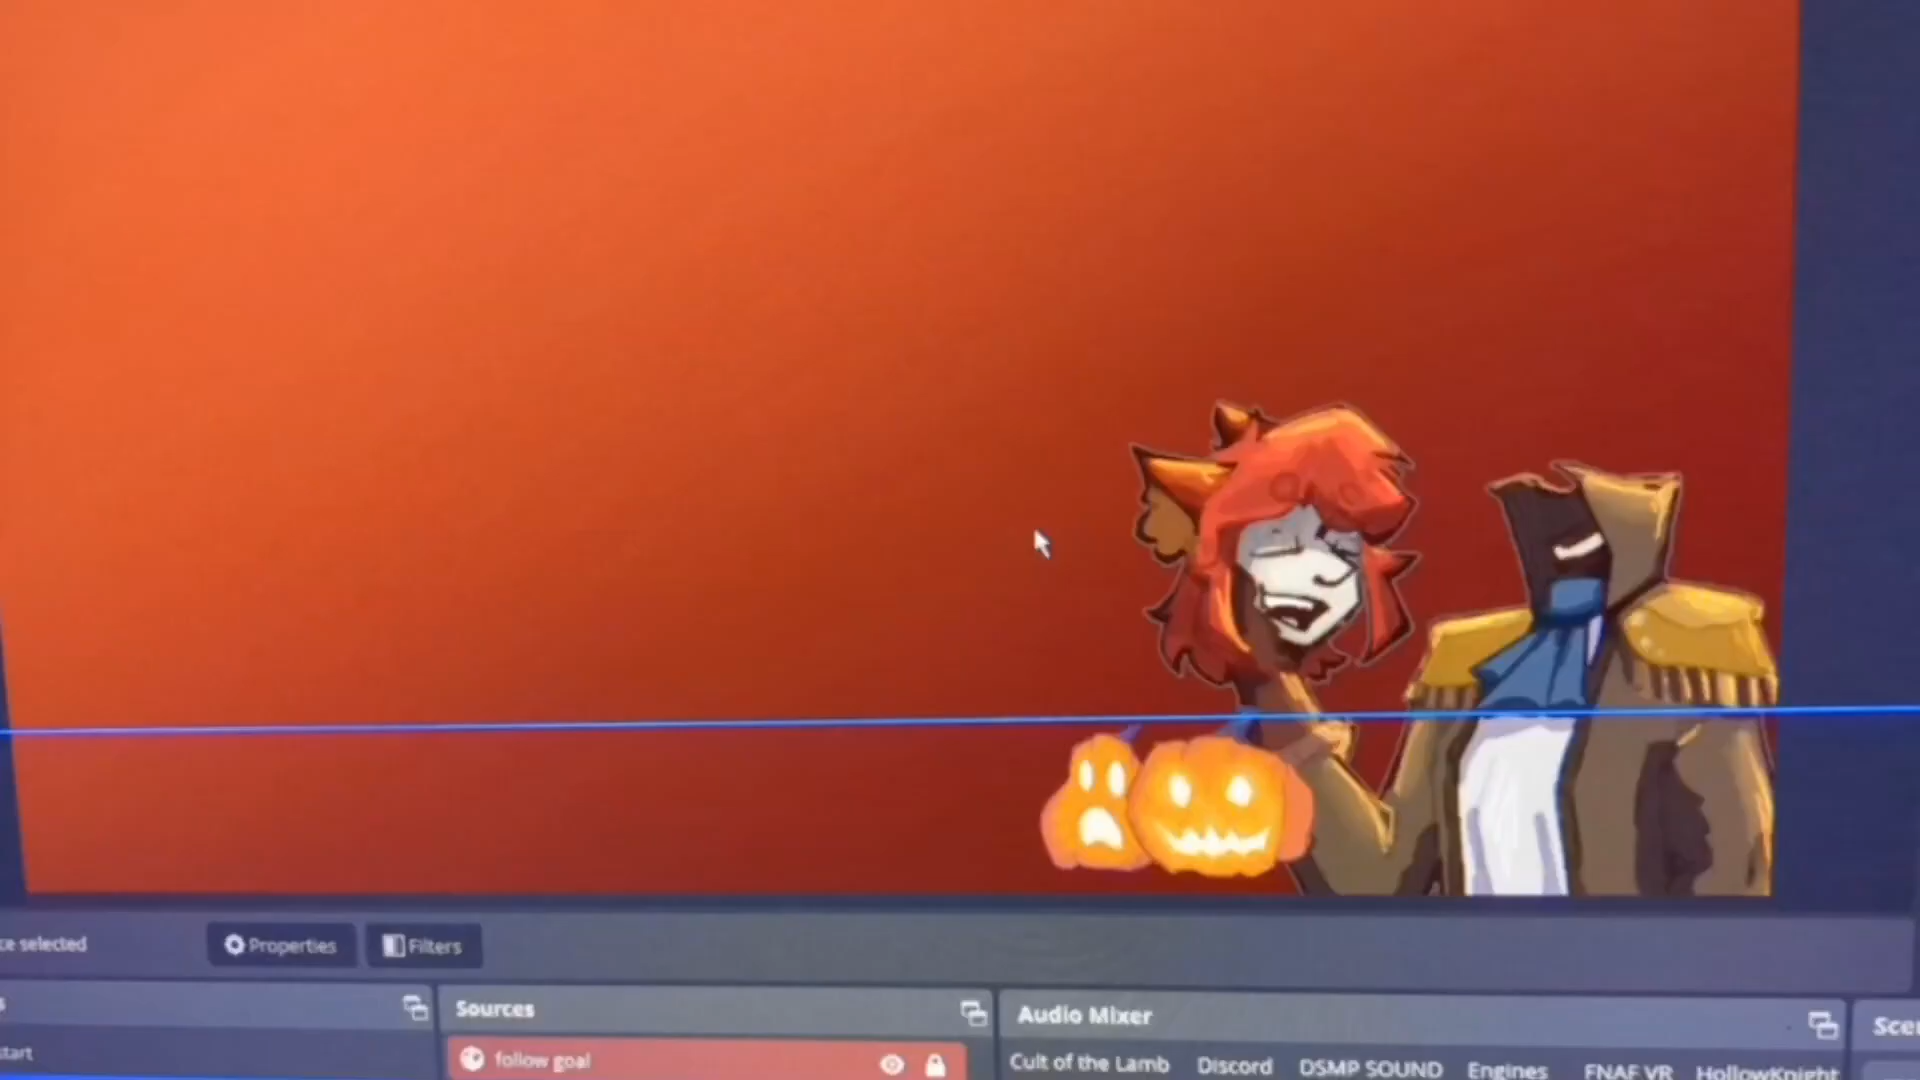 ce selected
Properties
Filters
Sources
Audio Mixer
Scen
tart
follow goal
Cult of the Lamb
Discord
DSMP SOUND
Engines
FNAF VR
HollowKnight